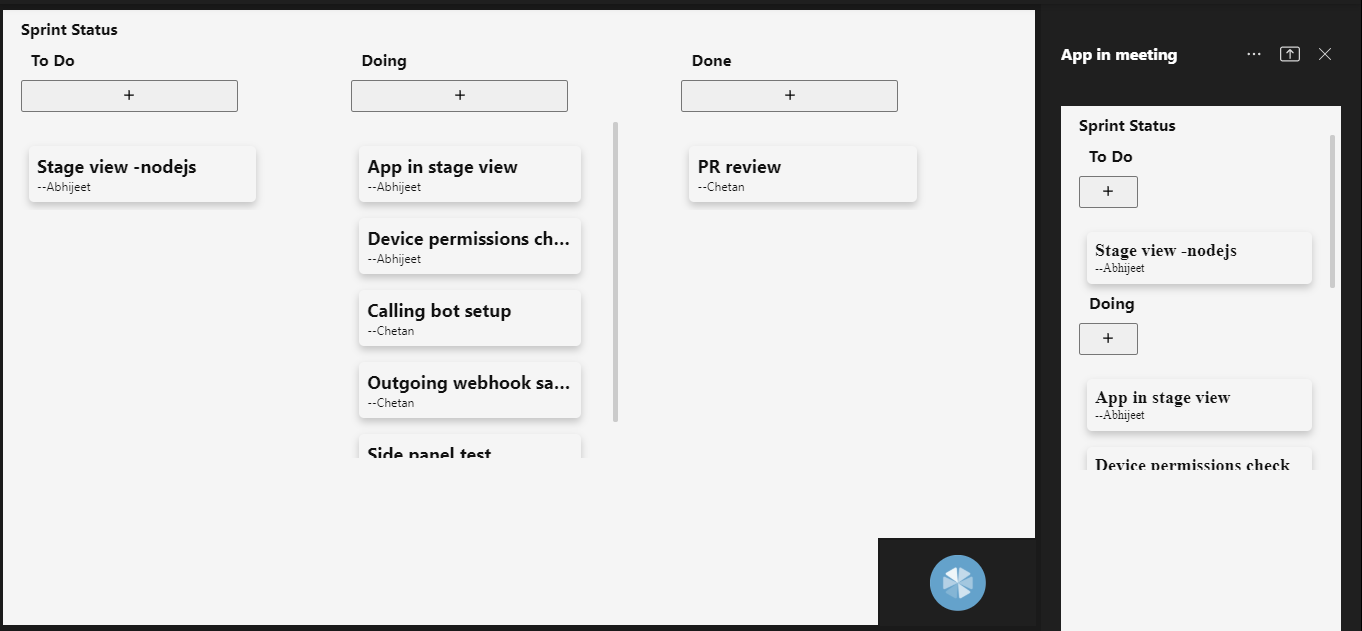 Sprint Status
To Do
+
Stage view -nodejs
--Abhijeet
Doing
+
App in stage view
--Abhijeet
Device permissions ch...
--Abhijeet
Calling bot setup
--Chetan
Outgoing webhook sa...
--Chetan
Side panel test
Done
+
PR review
--Chetan
App in meeting
Sprint Status
To Do
+
Stage view -nodejs
--Abhijeet
Doing
+
App in stage view
--Abhijeet
Device permissions check